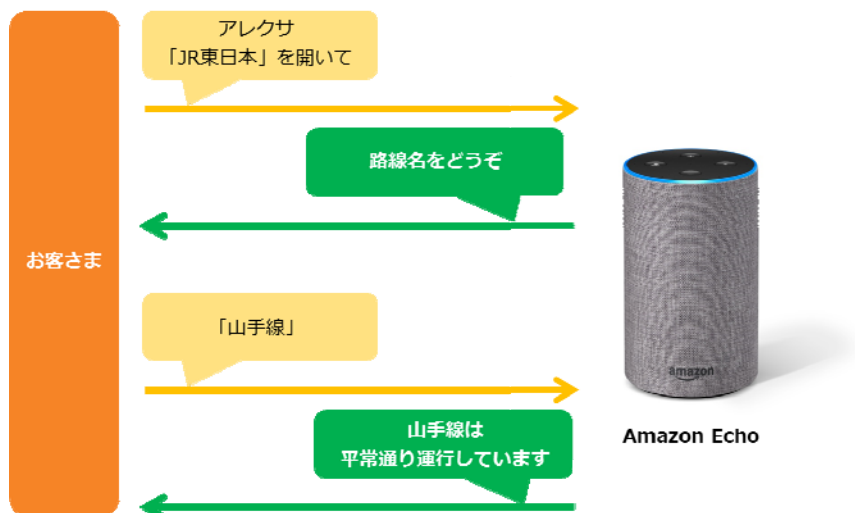 アレクサ
「JR東日本」を開いて
路線名をどうぞ
お客さま
「山手線」
山手線は
平常通り運行しています
amazon
Amazon Echo